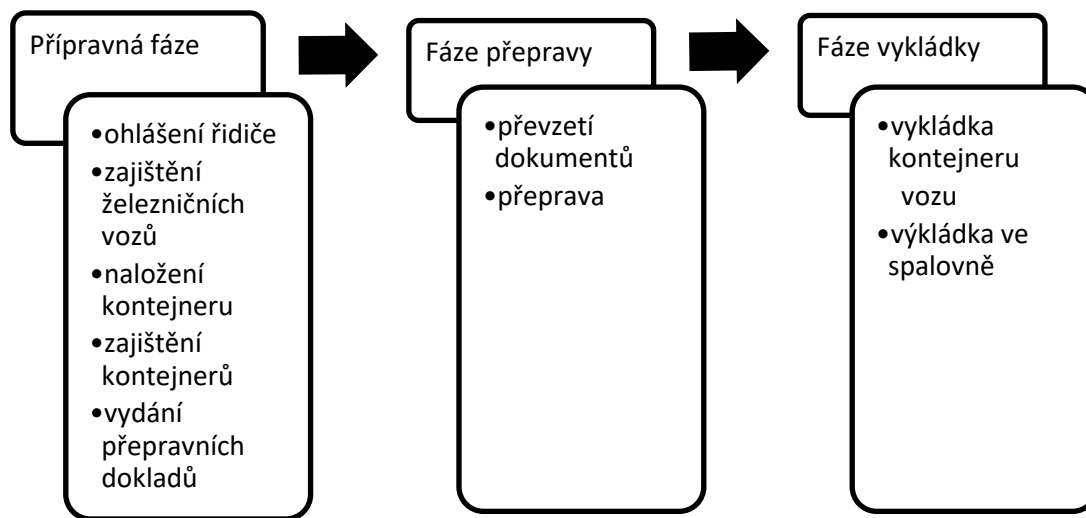 Přípravná fáze
•ohlášení řidiče
•zajištění
železničních
vozů
•naložení
kontejneru
•zajištění
kontejnerů
•vydání
přepravních
dokladů
Fáze přepravy
•převzetí
dokumentů
•přeprava
Fáze vykládky
•vykládka
kontejneru
vozu
•výkládka ve
spalovně